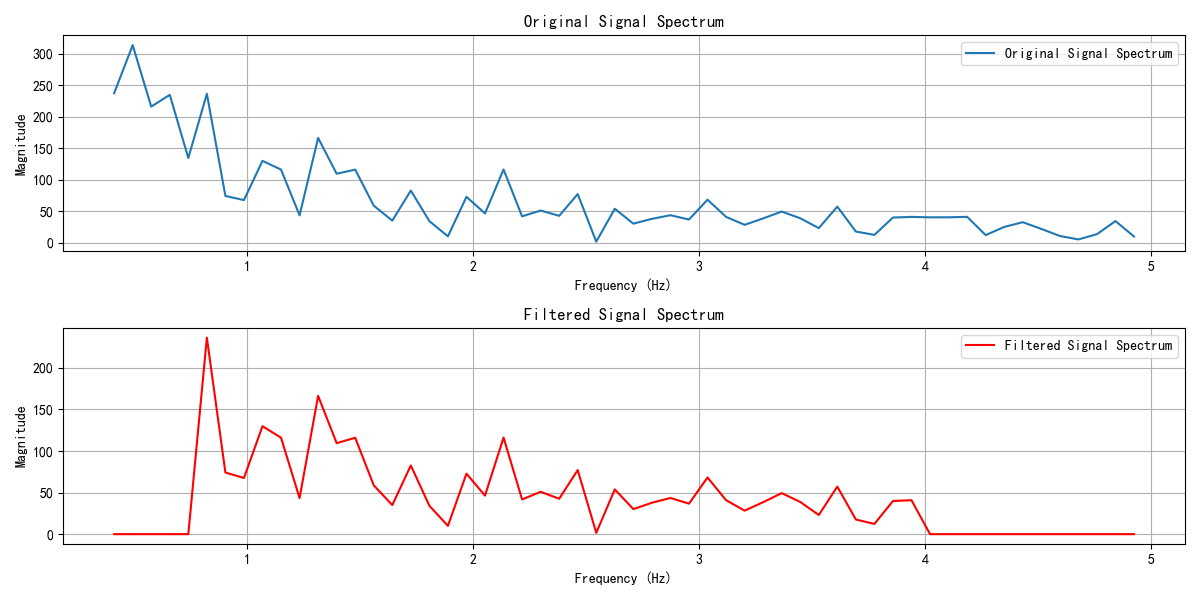 Original Signal Spectrum
Original Signal Spectrum
300
250
200
150
100
50
0
Magnitude
1 2 3 4 5
Frequency (Hz)
Filtered Signal Spectrum
Filtered Signal Spectrum
200
150
100
50
0
Magnitude
1 2 3 4 5
Frequency (Hz)